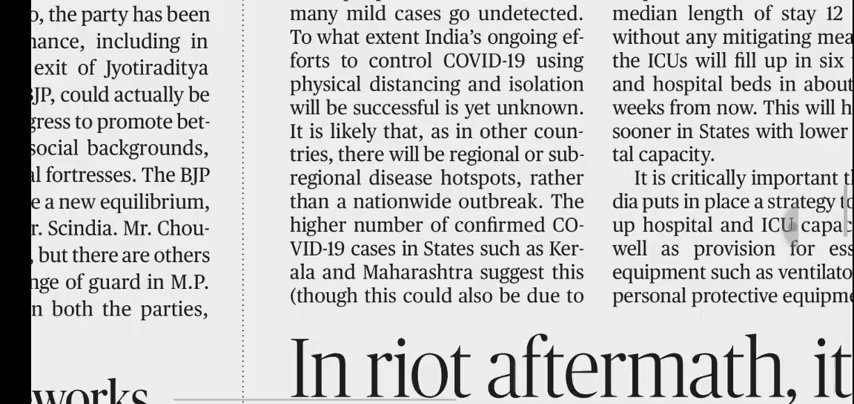 o, the party has been
nance, including in
exit of Jyotiraditya
BJP, could actually be
gress to promote bet-
social backgrounds,
al fortresses. The BJP
e a new equilibrium,
r. Scindia. Mr. Chou-
, but there are others
nge of guard in M.P.
n both the parties,
works
many mild cases go undetected.
To what extent India's ongoing ef-
forts to control COVID-19 using
physical distancing and isolation
will be successful is yet unknown.
It is likely that, as in other coun-
tries, there will be regional or sub-
regional disease hotspots, rather
than a nationwide outbreak. The
higher number of confirmed CO-
VID-19 cases in States such as Ker-
ala and Maharashtra suggest this
(though this could also be due to
median length of stay 12
without any mitigating mea
the ICUs will fill up in six
and hospital beds in about
weeks from now. This will h
sooner in States with lower
tal capacity.
It is critically important t
dia puts in place a strategy to
up hospital and ICU capac
well as provision for ess
equipment such as ventilato
personal protective equipme
In riot aftermath, it